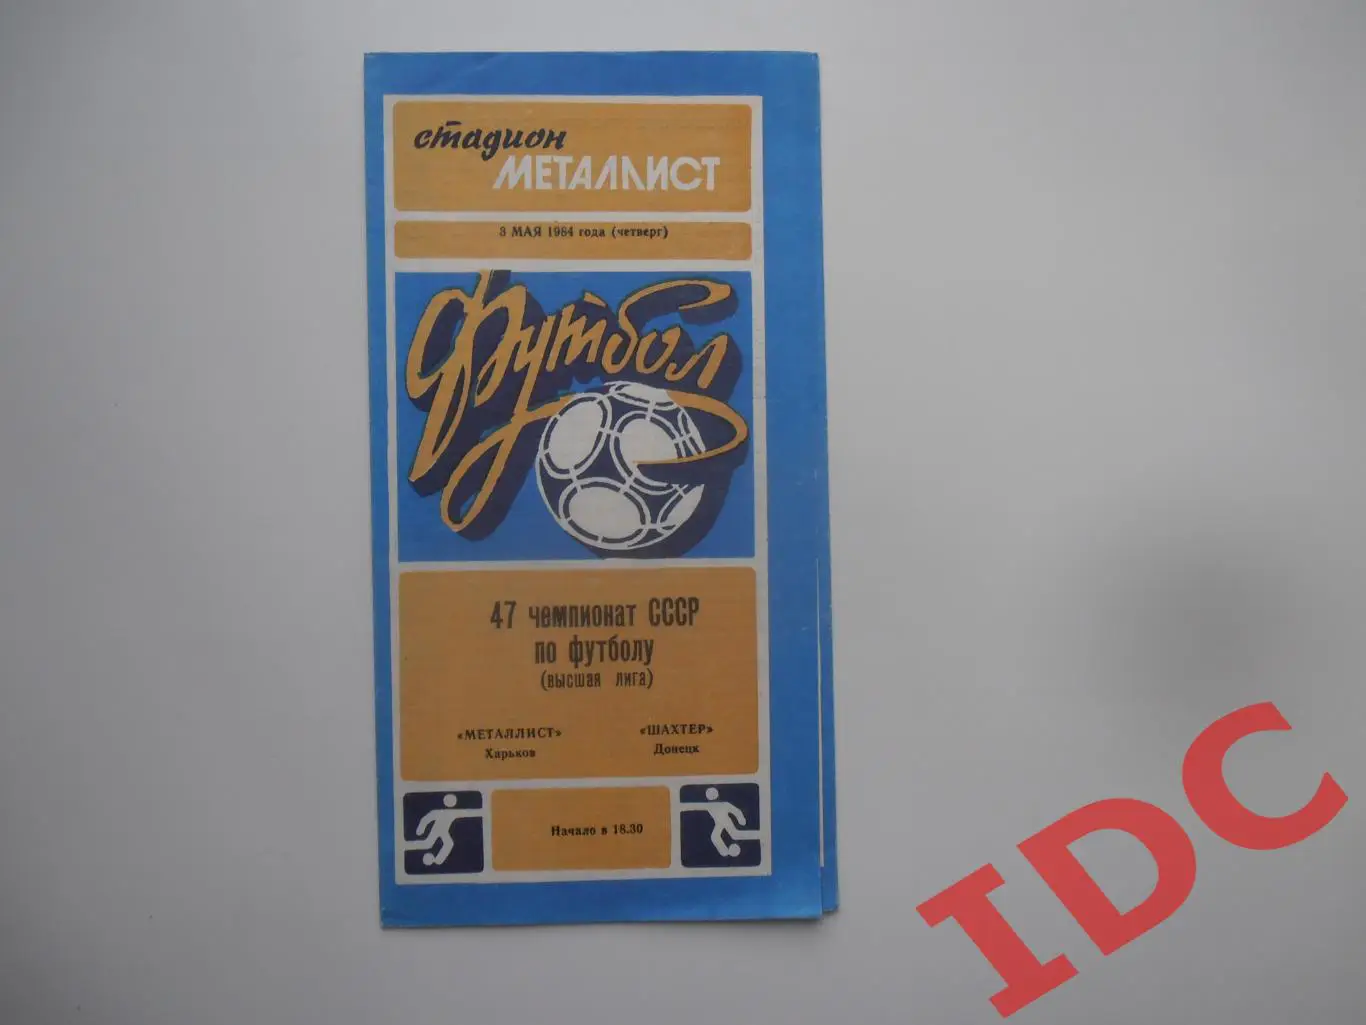 стадион
МЕТАЛЛИСТ
3 МАЯ 1984 года (четверг)
Футбол
47 чемпионат СССР
по футболу
(высшая лига)
«МЕТАЛЛИСТ» «ШАХТЕР»
Харьков Донецк
Начало в 18.30
IDC